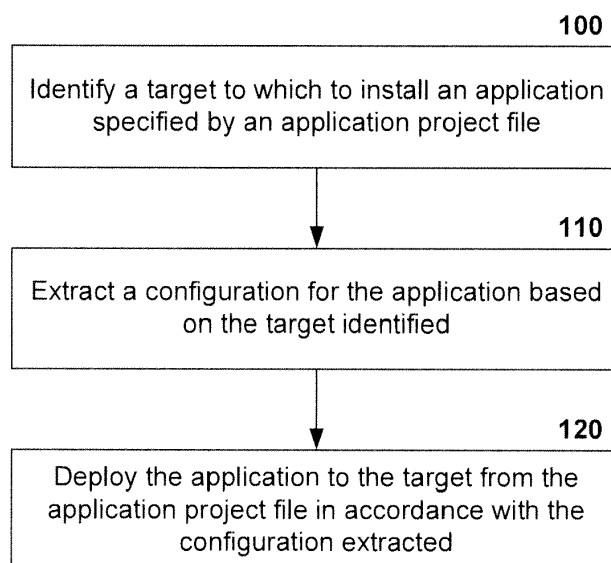 100
Identify a target to which to install an application
specified by an application project file
110
Extract a configuration for the application based
on the target identified
120
Deploy the application to the target from the
application project file in accordance with the
configuration extracted